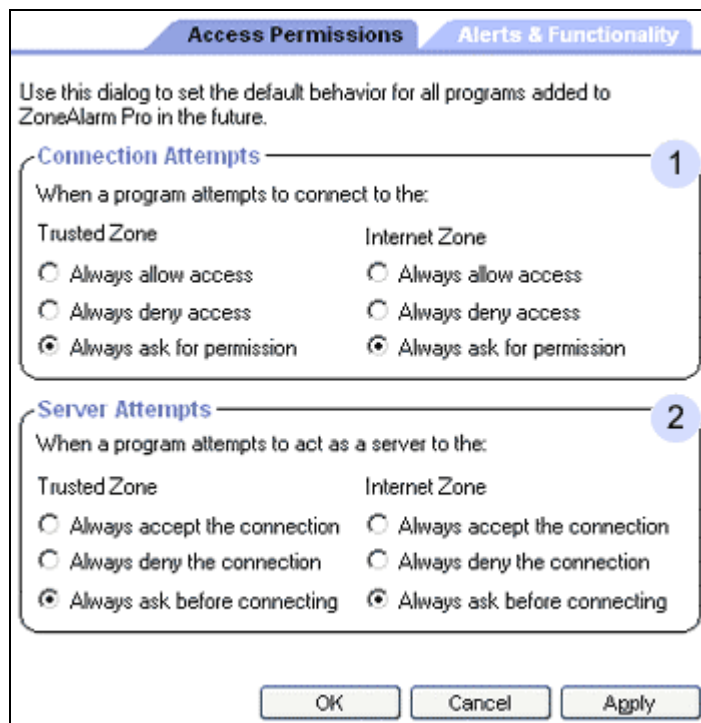 Access Permissions Alerts & Functionality
Use this dialog to set the default behavior for all programs added to
ZoneAlarm Pro in the future.
Connection Attempts 1
When a program attempts to connect to the:
Trusted Zone Internet Zone
Always allow access Always allow access
Always deny access Always deny access
Always ask for permission Always ask for permission
Server Attempts 2
When a program attempts to act as a server to the:
Trusted Zone Internet Zone
Always accept the connection Always accept the connection
Always deny the connection Always deny the connection
Always ask before connecting Always ask before connecting
OK Cancel Apply